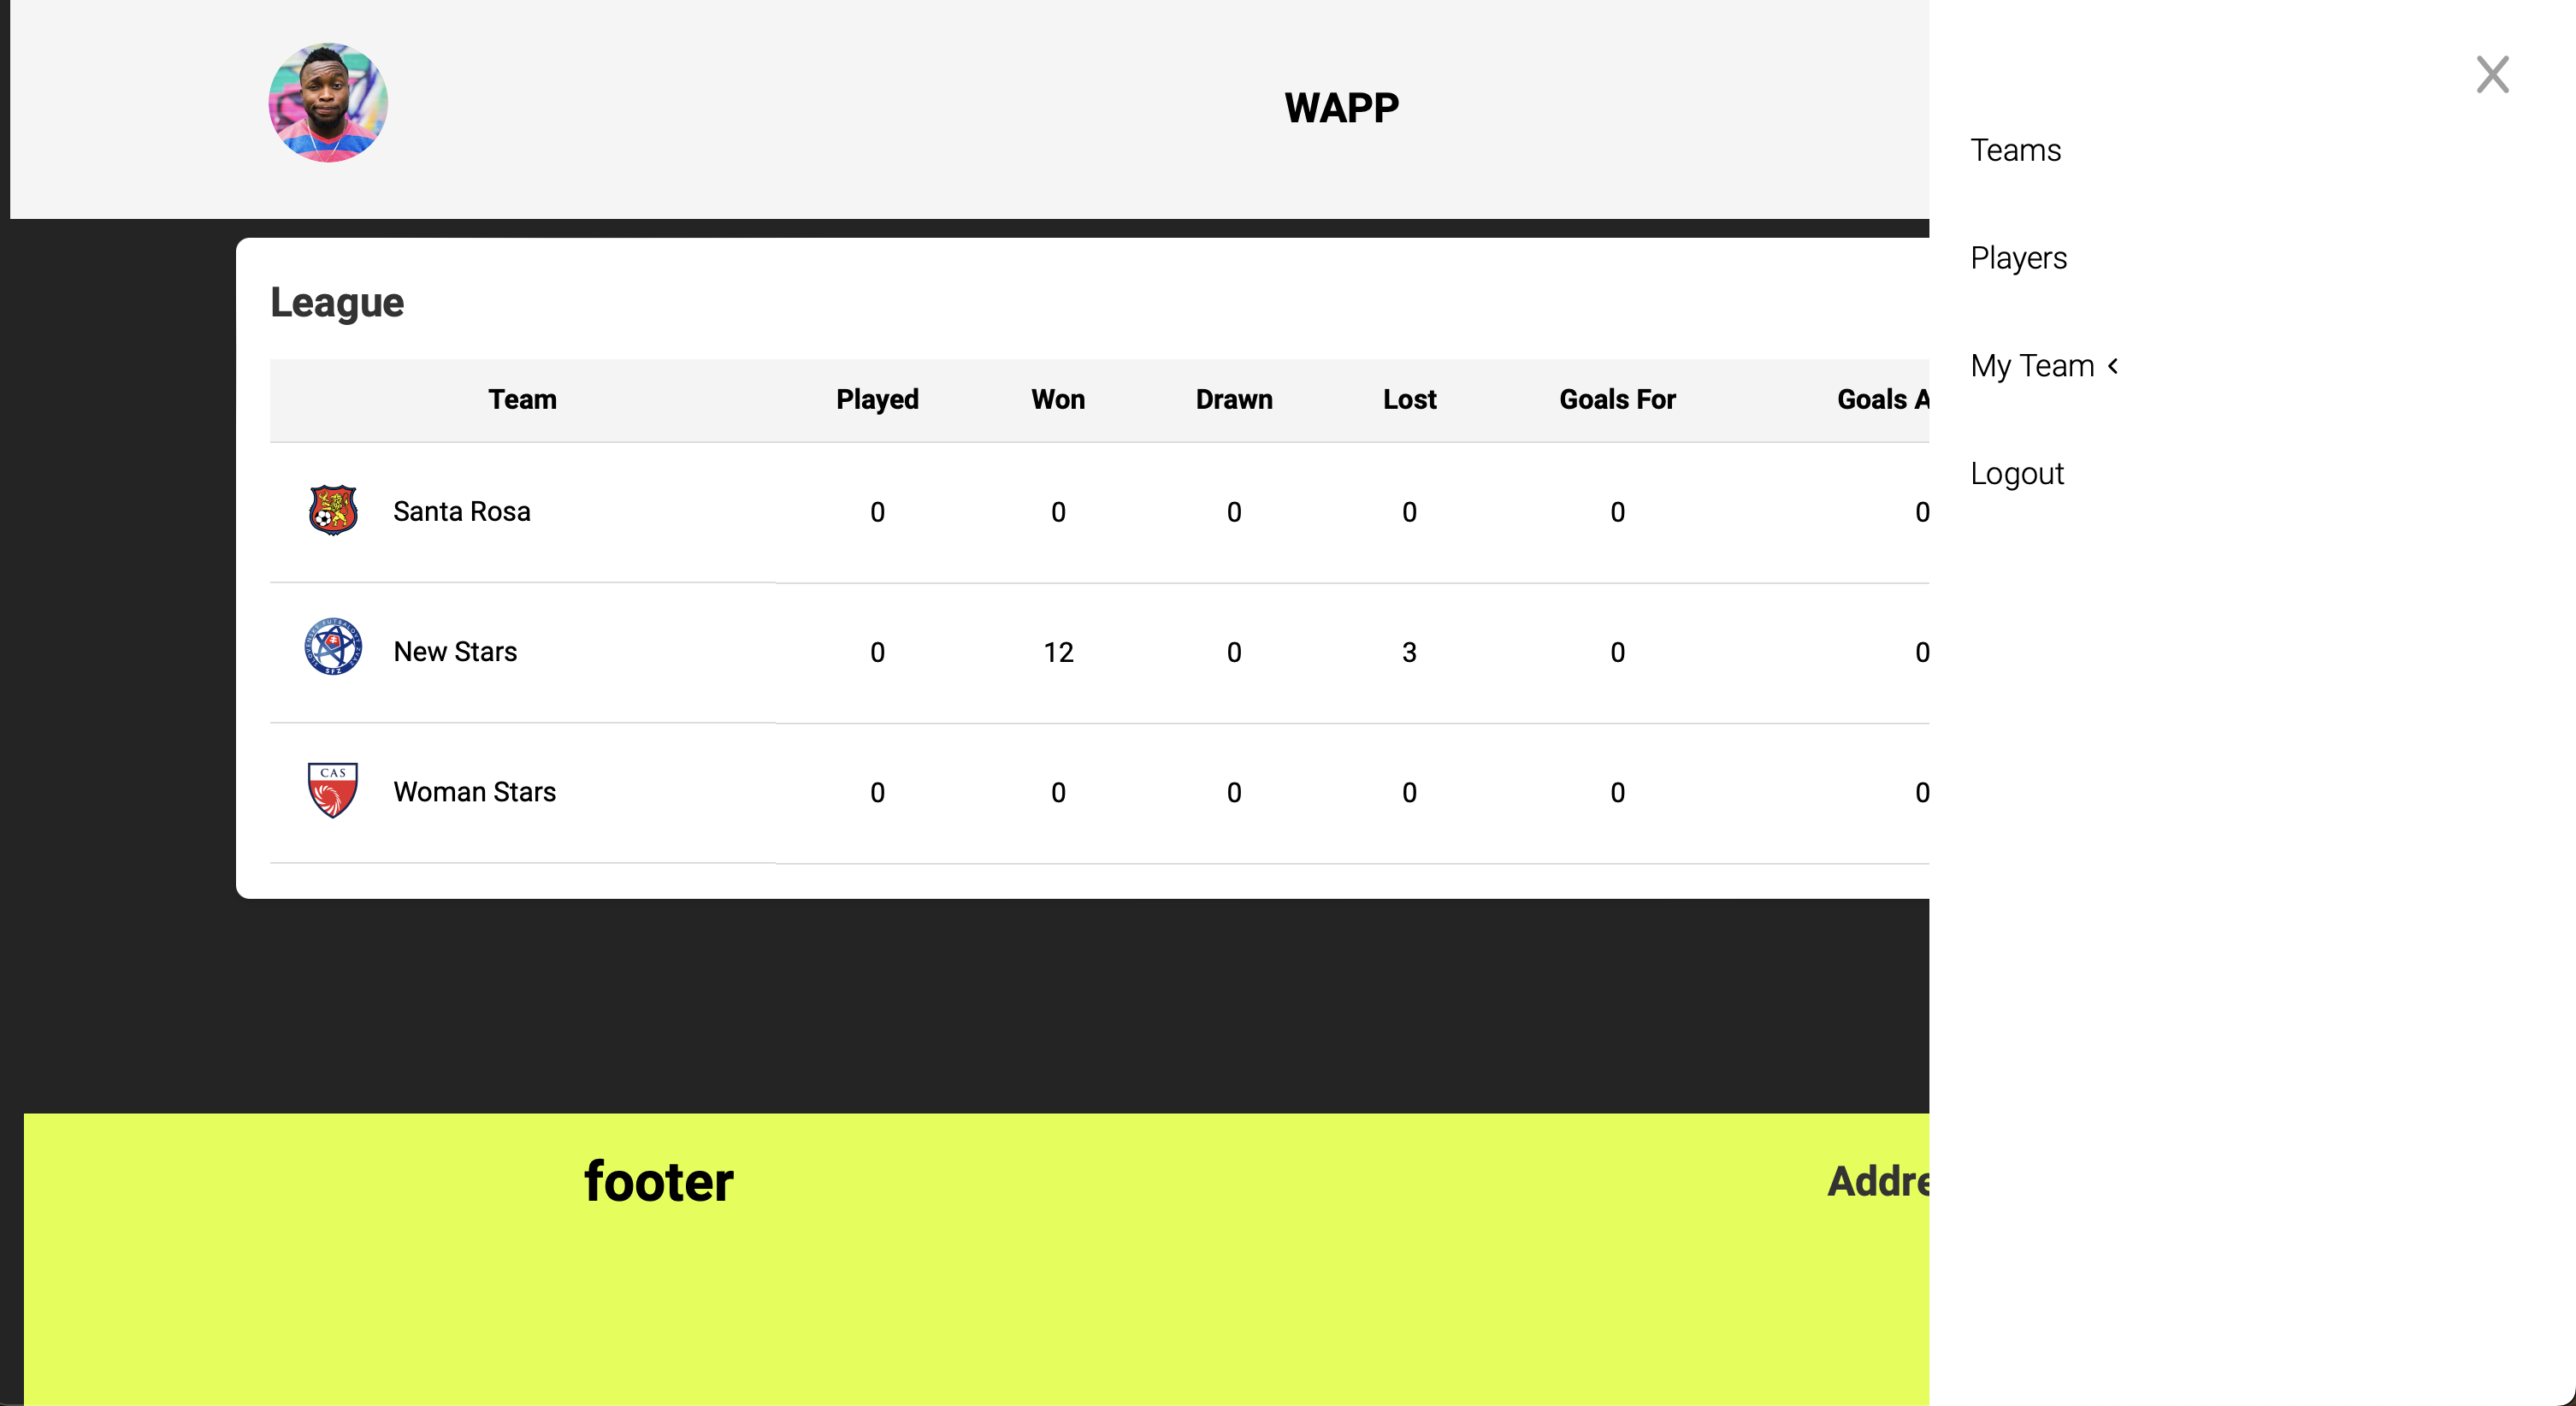 WAPP
Teams
Players
My Team
Logout
League
Team Played Won Drawn Lost Goals For Goals A
Santa Rosa 0 0 0 0 0 0
New Stars 0 12 0 3 0 0
CAS
Woman Stars 0 0 0 0 0 0
footer Addre